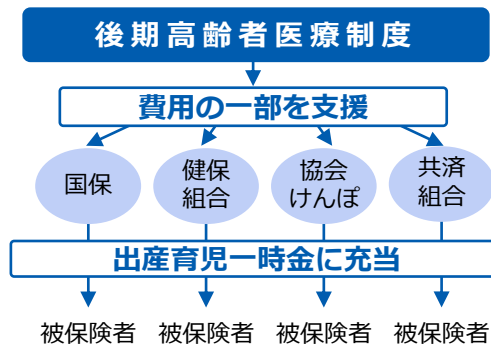 後期高齢者医療制度
費用の一部を支援
国保
健保
組合
協会
けんぽ
共済
組合
出産育児一時金に充当
被保険者 被保険者 被保険者 被保険者